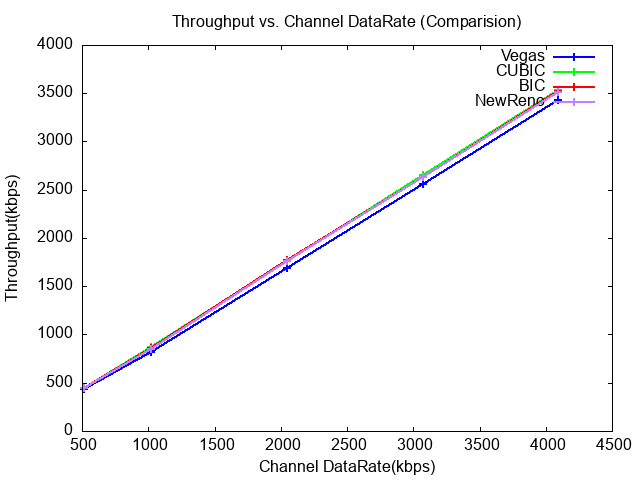 Throughput vs. Channel DataRate (Comparision)
4000
3500
3000
2500
2000
1500
1000
500
0
Throughput(kbps)
Vegas
CUBIC
BIC
NewReno
500 1000 1500 2000 2500 3000 3500 4000 4500
Channel DataRate(kbps)